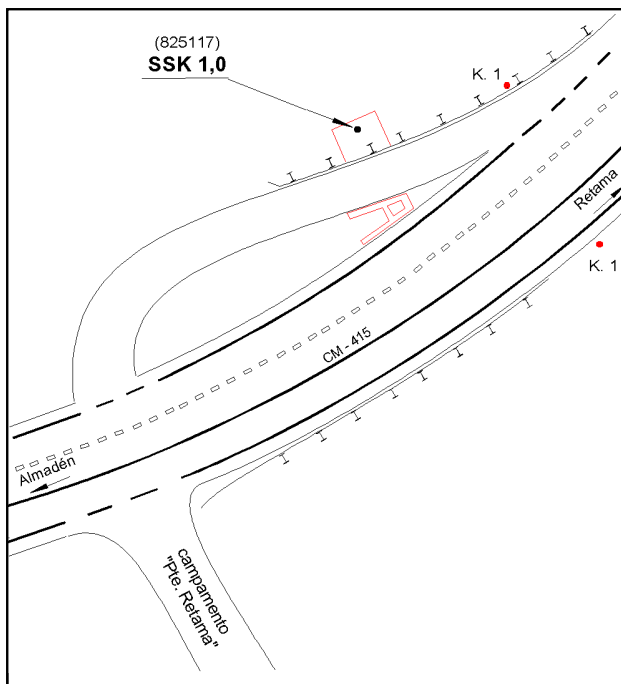 (825117)
SSK 1,0
K. 1
Retama
K. 1
CM - 415
Almadén
campamento
"Pte. Retama"